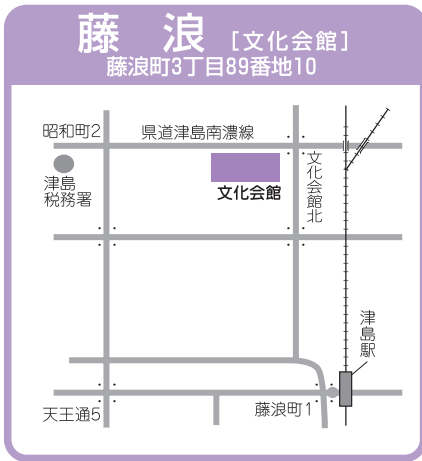 藤 浪 [文化会館]
藤浪町3丁目89番地10
昭和町2
県道津島南濃線
津島
税務署
文化会館
文化会館北
津島駅
天王通5
藤浪町1